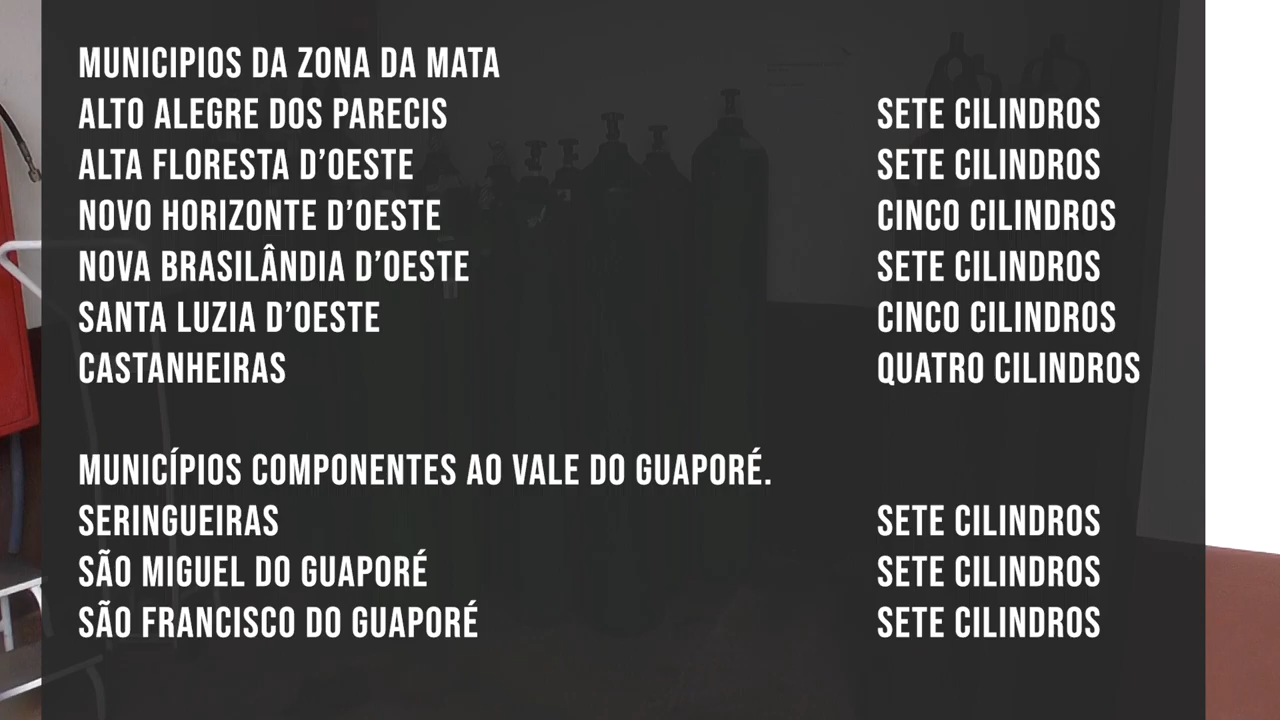 MUNICIPIOS DA ZONA DA MATA
ALTO ALEGRE DOS PARECIS SETE CILINDROS
ALTA FLORESTA D’OESTE SETE CILINDROS
NOVO HORIZONTE D’OESTE CINCO CILINDROS
NOVA BRASILÂNDIA D’OESTE SETE CILINDROS
SANTA LUZIA D’OESTE CINCO CILINDROS
CASTANHEIRAS QUATRO CILINDROS
MUNICÍPIOS COMPONENTES AO VALE DO GUAPORÉ.
SERINGUEIRAS SETE CILINDROS
SÃO MIGUEL DO GUAPORÉ SETE CILINDROS
SÃO FRANCISCO DO GUAPORÉ SETE CILINDROS